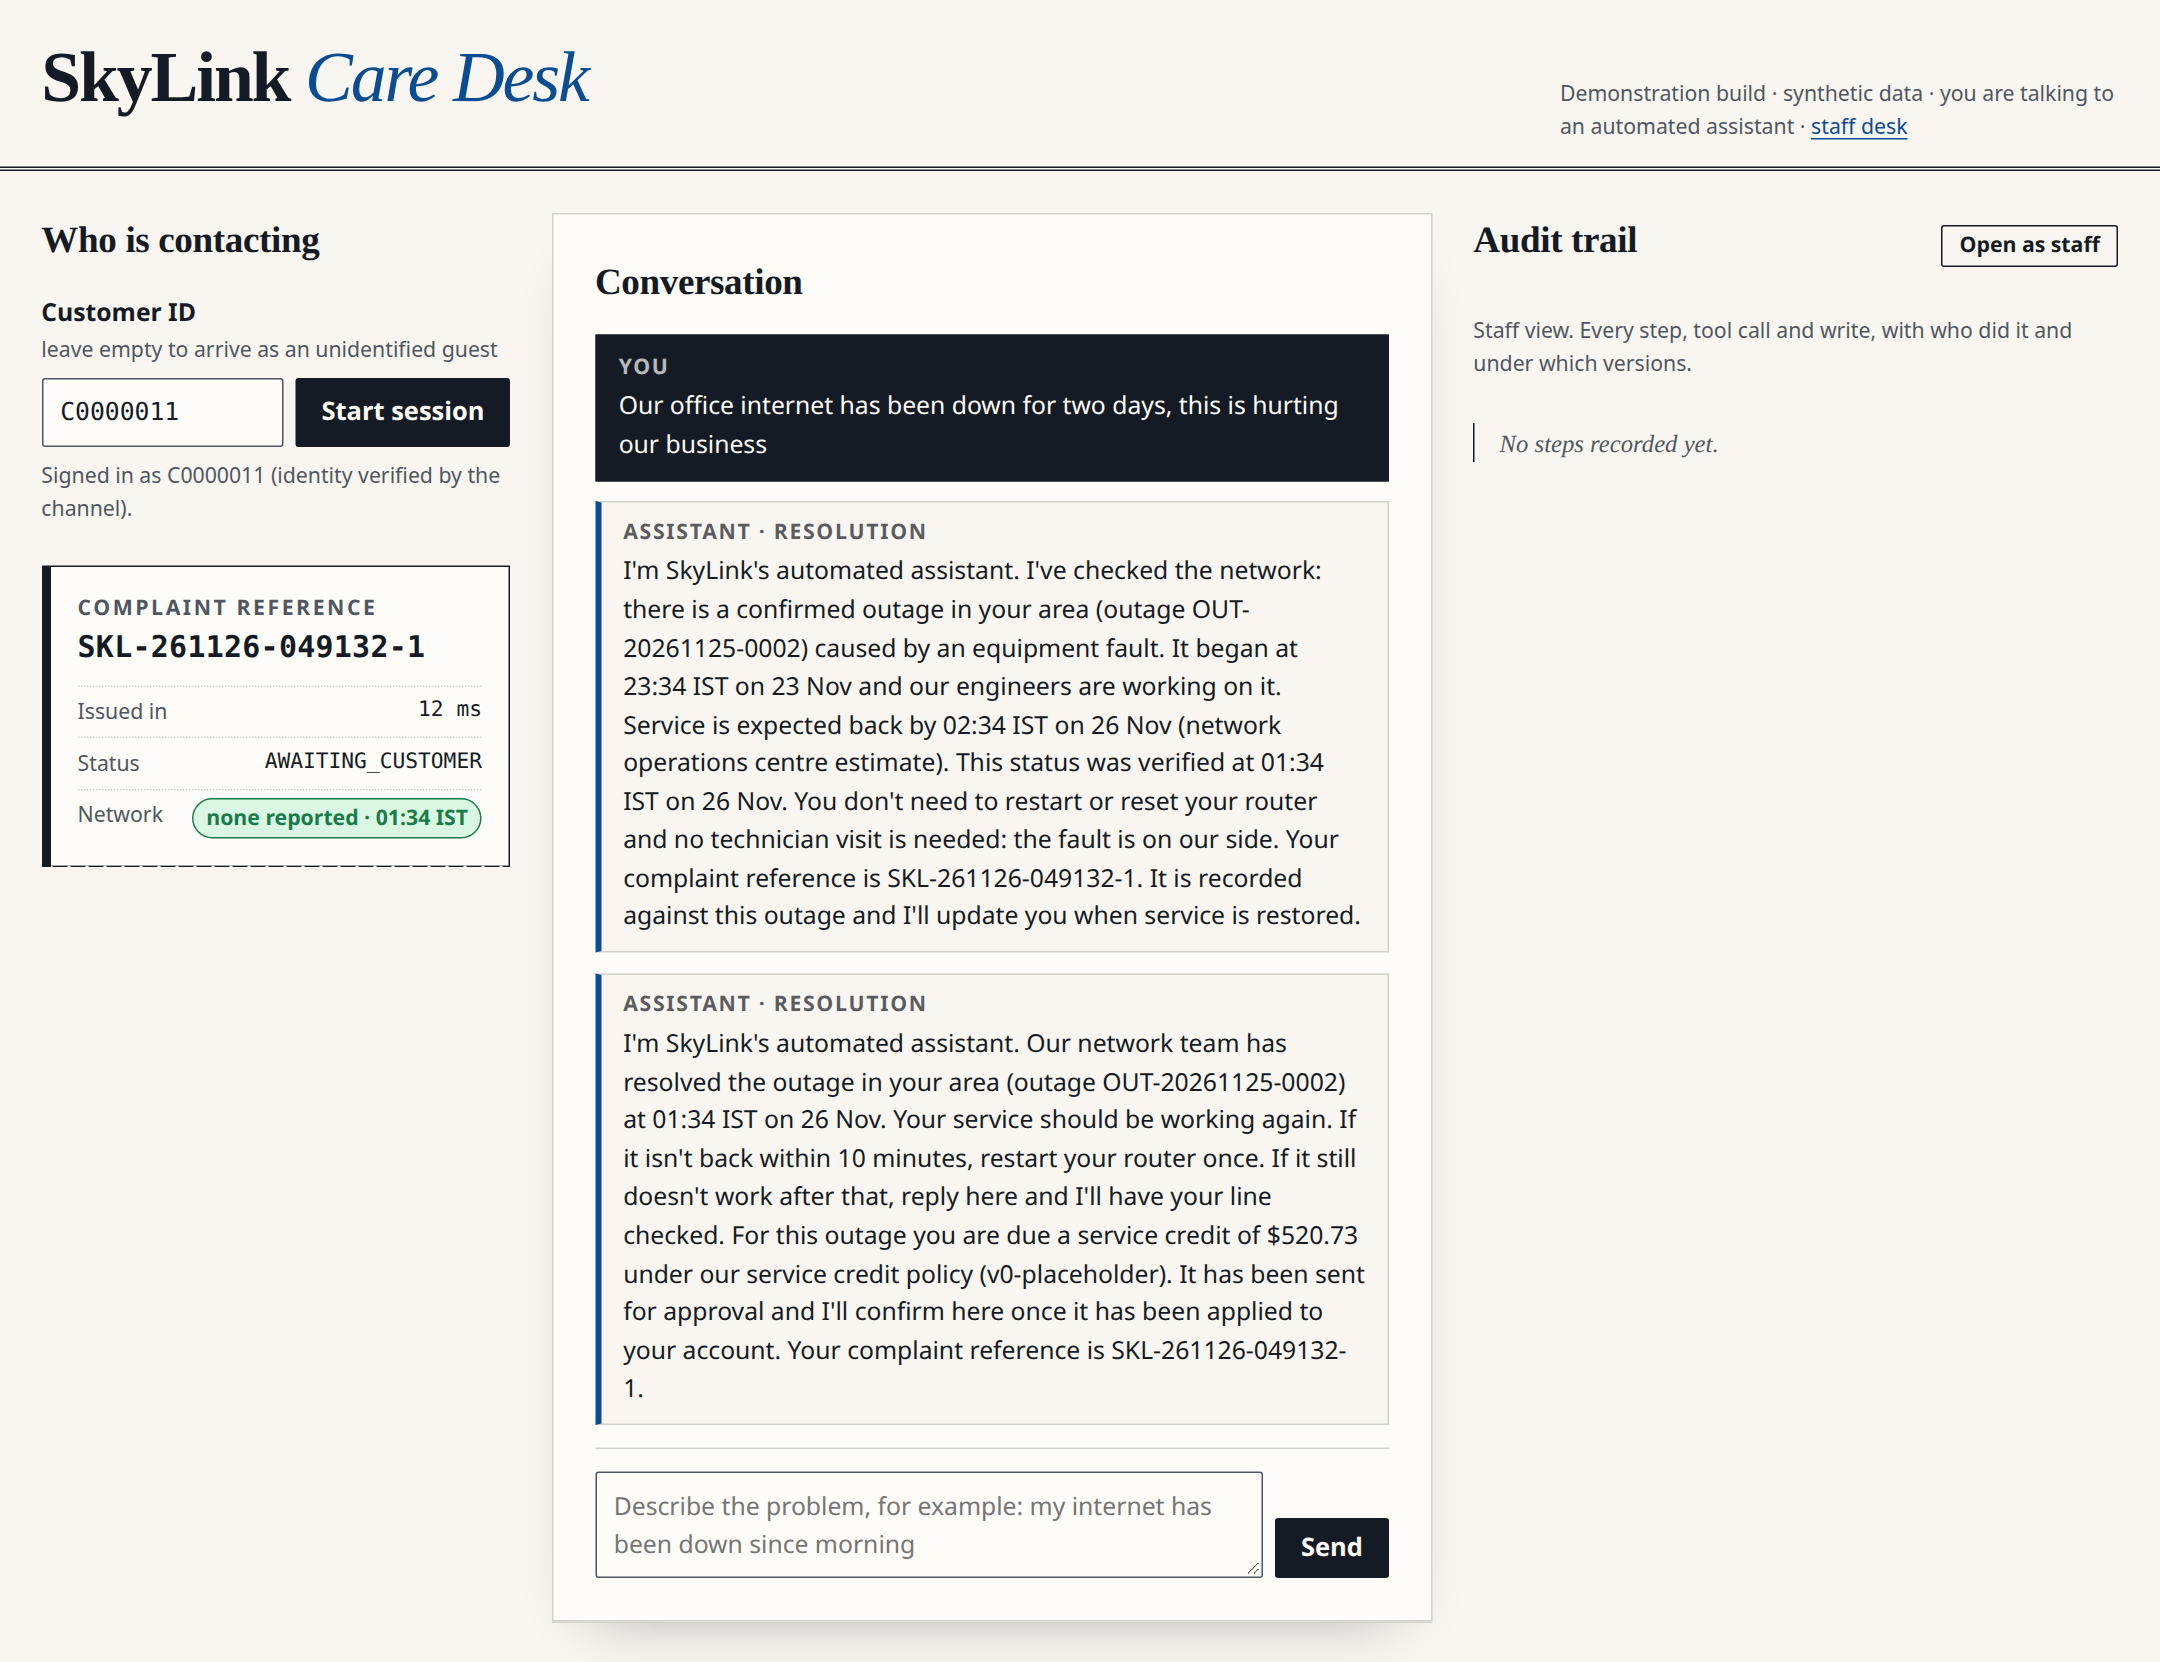 SkyLink Care Desk
Demonstration build · synthetic data · you are talking to
an automated assistant · staff desk
Who is contacting
Customer ID
leave empty to arrive as an unidentified guest
C0000011
Start session
Signed in as C0000011 (identity verified by the
channel).
COMPLAINT REFERENCE
SKL-261126-049132-1
Issued in 12 ms
Status AWAITING_CUSTOMER
Network none reported · 01:34 IST
Conversation
YOU
Our office internet has been down for two days, this is hurting
our business
ASSISTANT · RESOLUTION
I'm SkyLink's automated assistant. I've checked the network:
there is a confirmed outage in your area (outage OUT-
20261125-0002) caused by an equipment fault. It began at
23:34 IST on 23 Nov and our engineers are working on it.
Service is expected back by 02:34 IST on 26 Nov (network
operations centre estimate). This status was verified at 01:34
IST on 26 Nov. You don't need to restart or reset your router
and no technician visit is needed: the fault is on our side. Your
complaint reference is SKL-261126-049132-1. It is recorded
against this outage and I'll update you when service is restored.
ASSISTANT · RESOLUTION
I'm SkyLink's automated assistant. Our network team has
resolved the outage in your area (outage OUT-20261125-0002)
at 01:34 IST on 26 Nov. Your service should be working again. If
it isn't back within 10 minutes, restart your router once. If it still
doesn't work after that, reply here and I'll have your line
checked. For this outage you are due a service credit of $520.73
under our service credit policy (v0-placeholder). It has been sent
for approval and I'll confirm here once it has been applied to
your account. Your complaint reference is SKL-261126-049132-
1.
Describe the problem, for example: my internet has
been down since morning
Send
Audit trail
Open as staff
Staff view. Every step, tool call and write, with who did it and
under which versions.
No steps recorded yet.